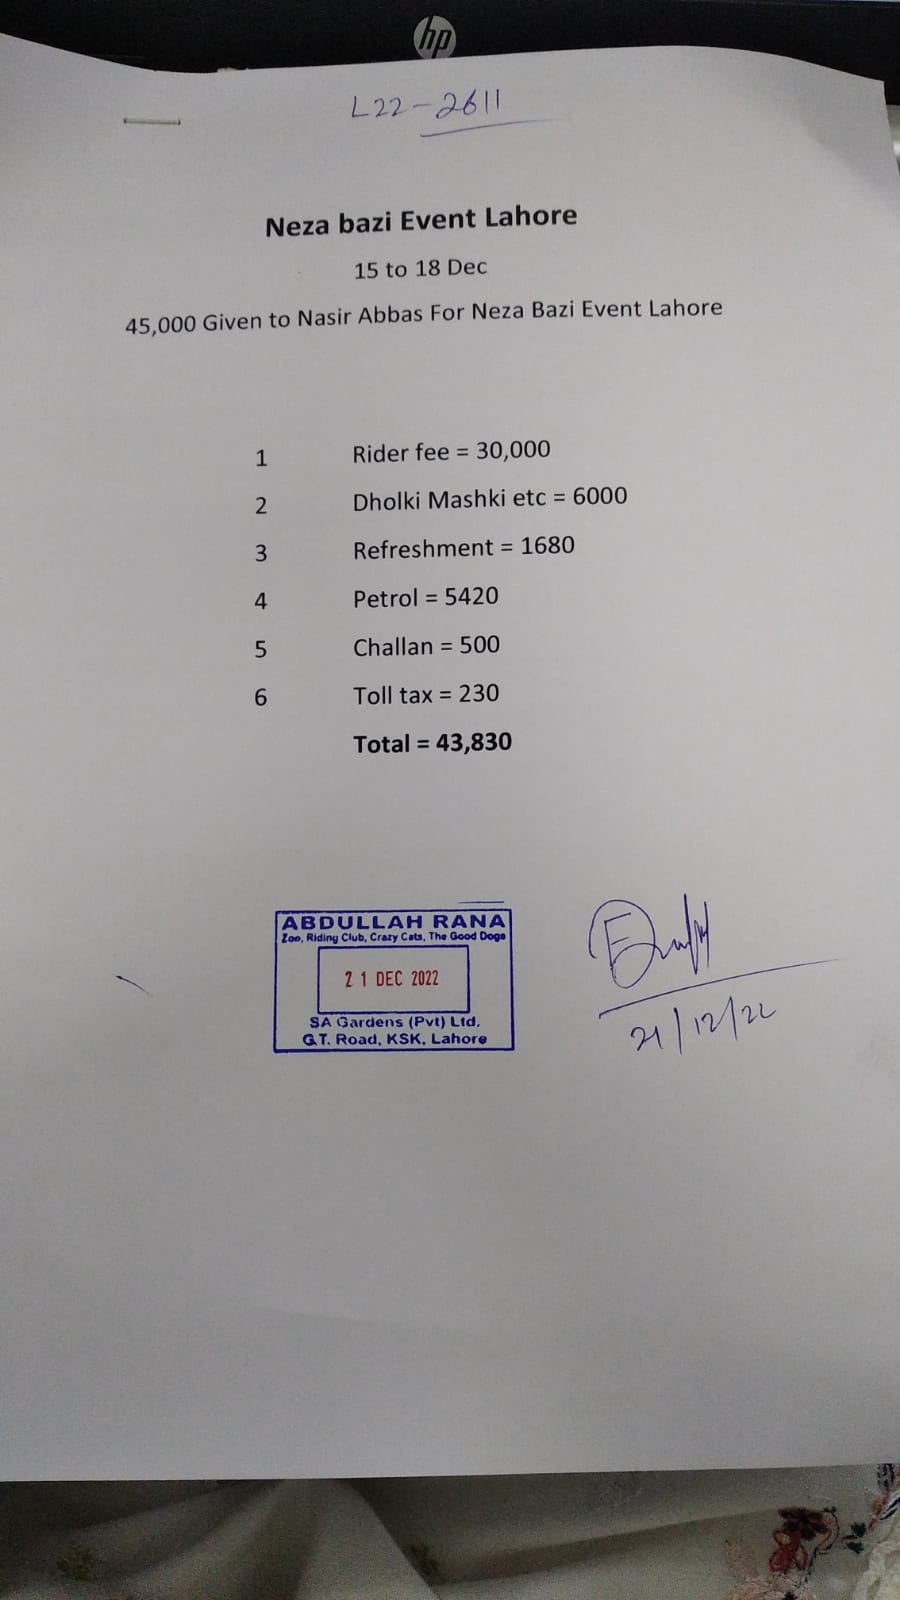 hp
L22-2611
Neza bazi Event Lahore
15 to 18 Dec
45,000 Given to Nasir Abbas For Neza Bazi Event Lahore
1 Rider fee = 30,000
2 Dholki Mashki etc = 6000
3 Refreshment = 1680
4 Petrol = 5420
5 Challan = 500
6 Toll tax = 230
Total = 43,830
ABDULLAH RANA
Zoo, Riding Club, Crazy Cats, The Good Dogs
21 DEC 2022
SA Gardens (Pvt) Ltd.
G.T. Road, KSK, Lahore
21/12/22